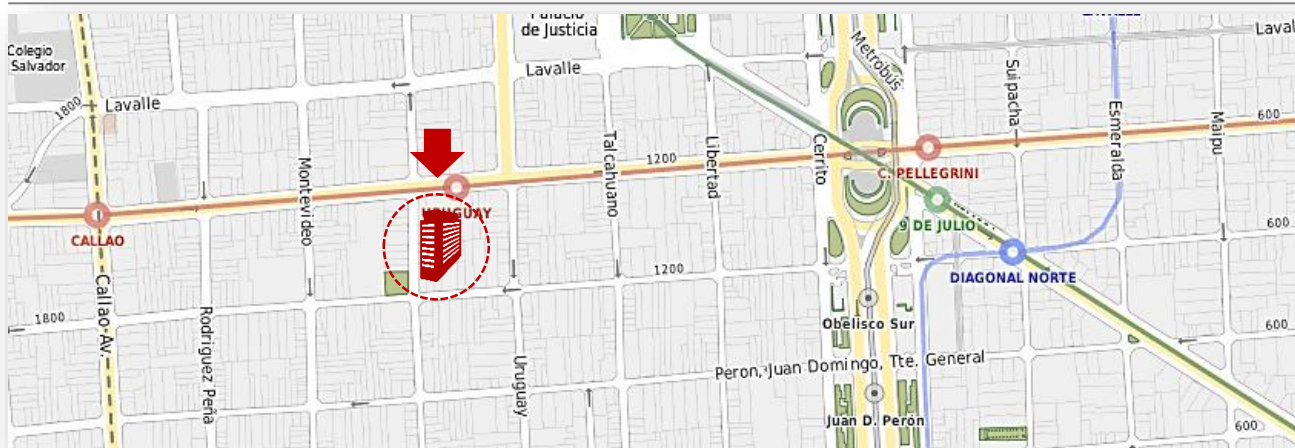 Palacio
de Justicia
Colegio
Salvador
Metrobus
Laval
Lavalle
1800
Lavalle
Suipacha
Esmeralda
Maipu
600
Montevideo
Talcahuano
Libertad
1200
Cerrito
C. PELLEGRINI
URUGUAY
CALLAO
9 DE JULIO
600
DIAGONAL NORTE
1200
Callao Av.
Rodriguez Peña
1800
Obelisco Sur
600
Uruguay
Peron, Juan Domingo, Tte. General
Juan D. Perón
600